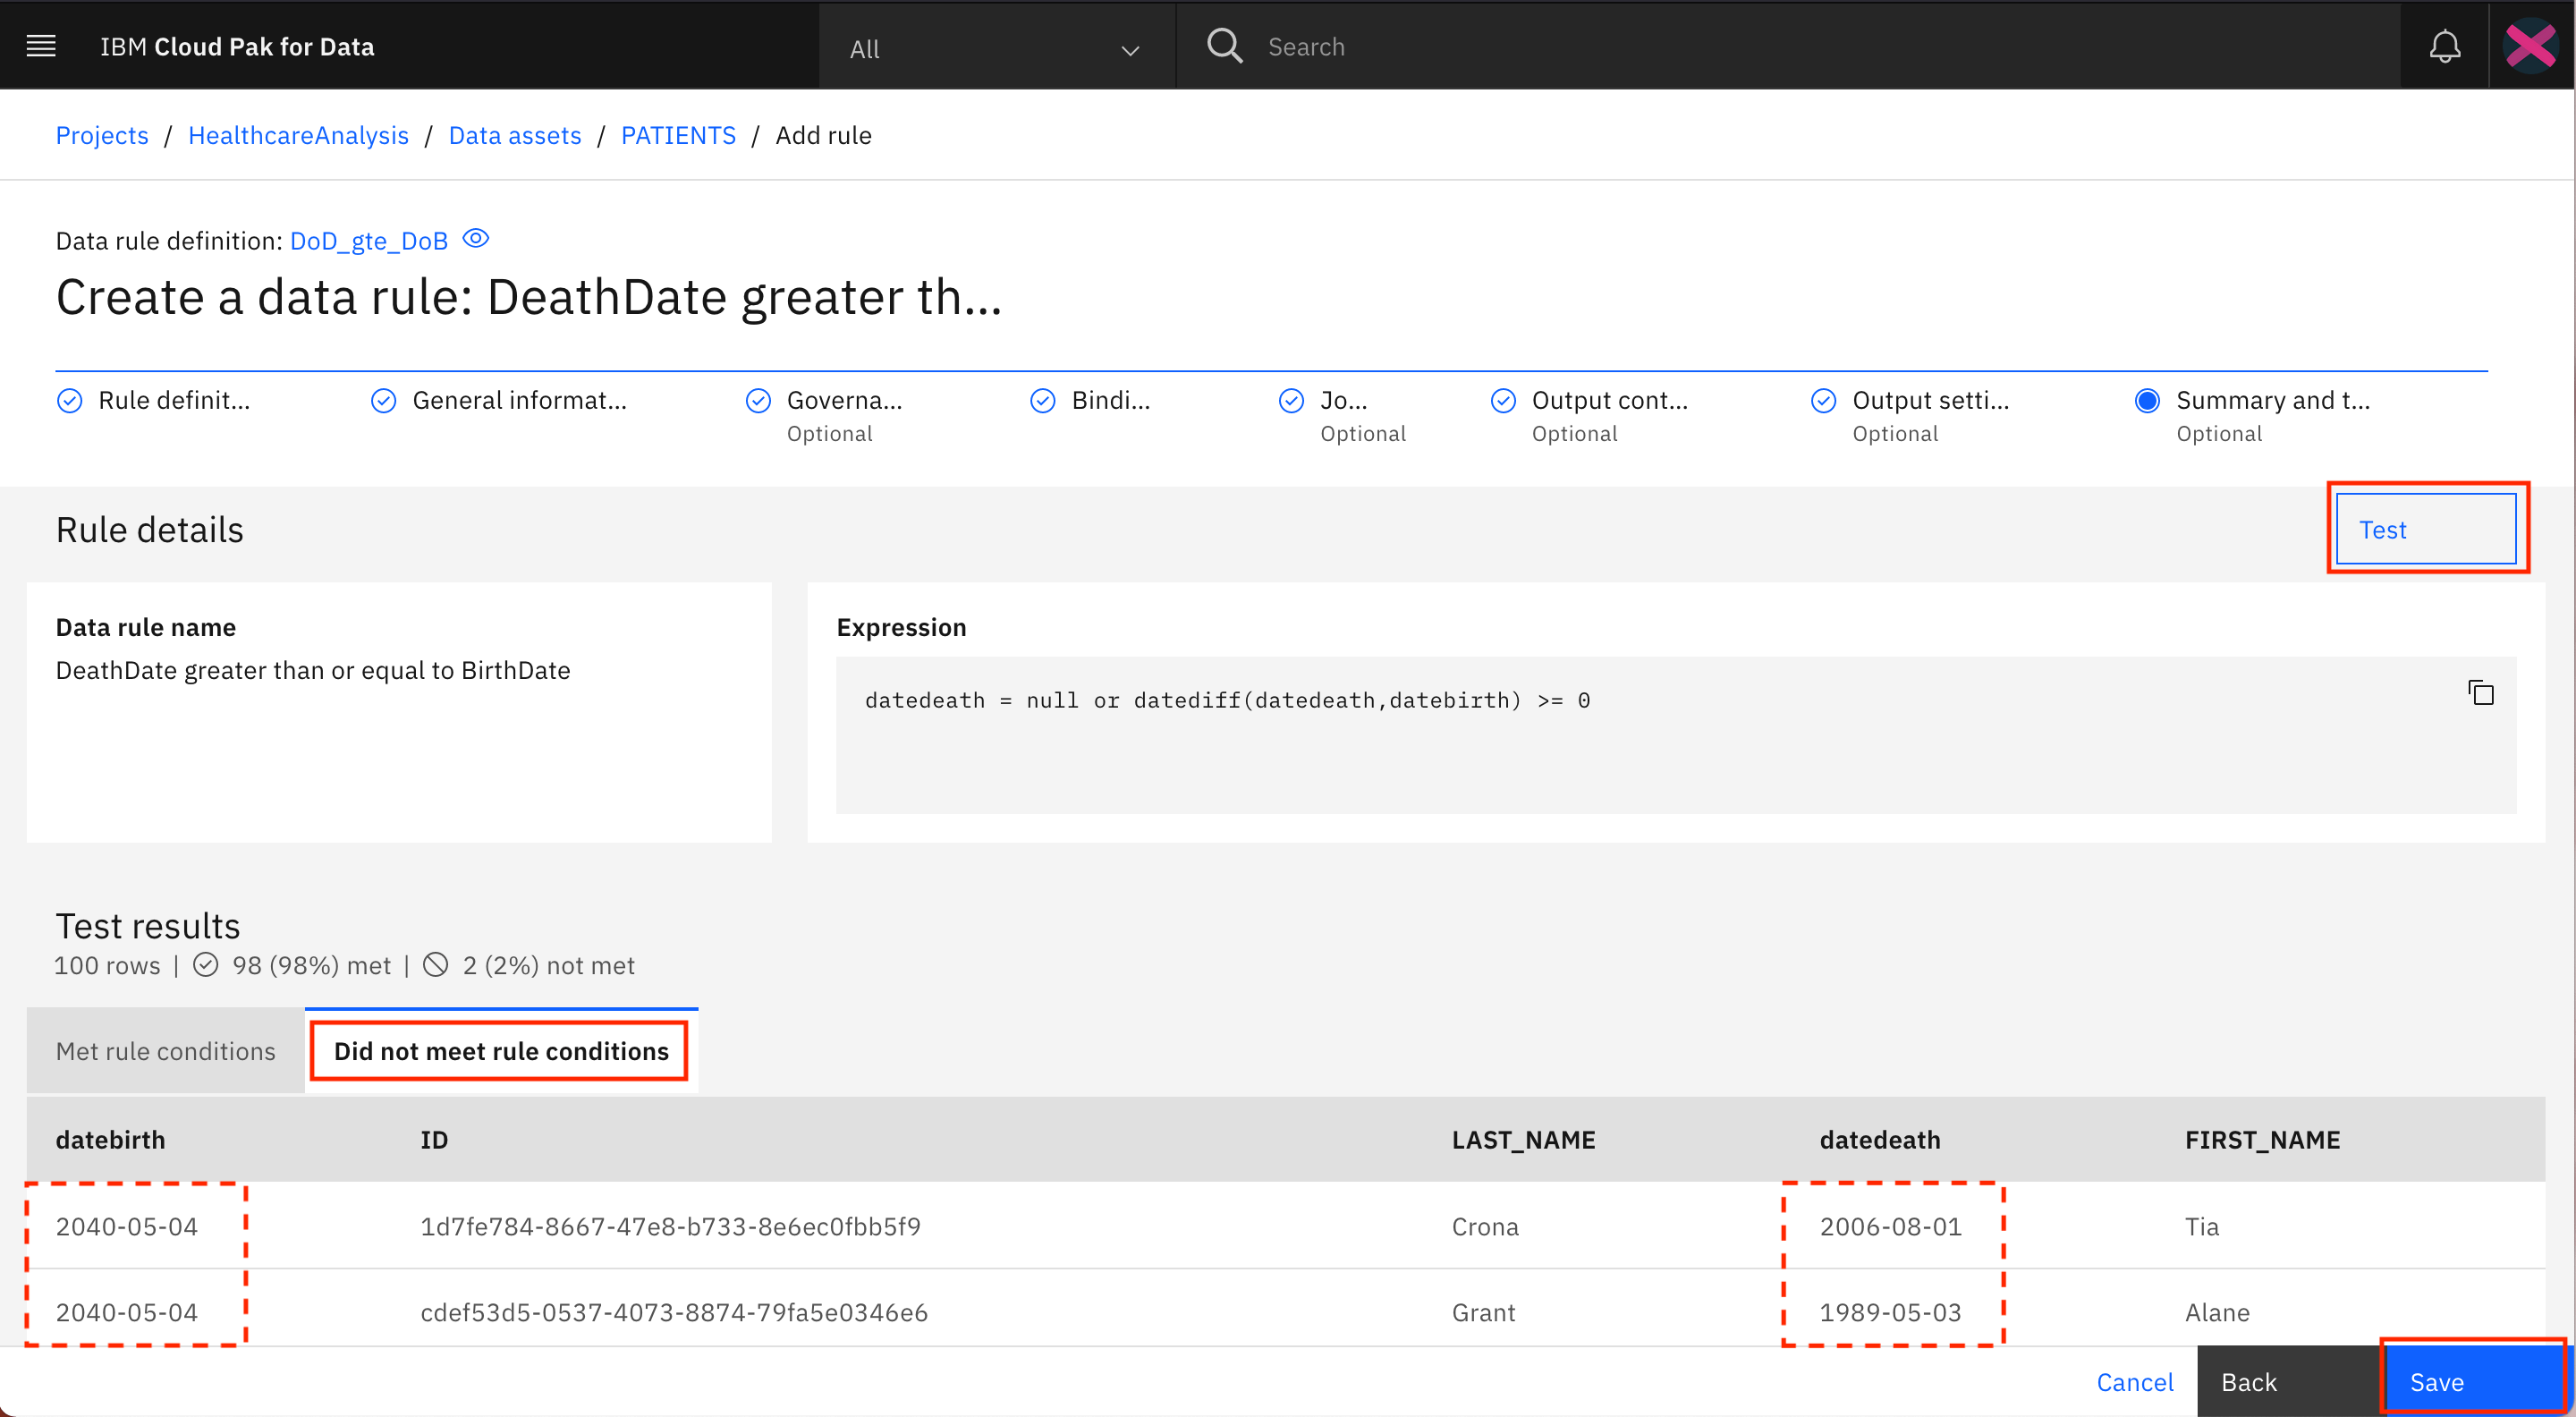 IBM Cloud Pak for Data All Search
Projects / HealthcareAnalysis / Data assets / PATIENTS / Add rule
Data rule definition: DoD_gte_DoB
Create a data rule: DeathDate greater th...
Rule definit... General informat... Governa... Bindi... Jo... Output cont... Output setti... Summary and t...
Optional Optional Optional Optional Optional
Rule details Test
Data rule name Expression
DeathDate greater than or equal to BirthDate
datedeath = null or datediff(datedeath,datebirth) >= 0
Test results
100 rows | 98 (98%) met | 2 (2%) not met
Met rule conditions Did not meet rule conditions
datebirth ID LAST_NAME datedeath FIRST_NAME
2040-05-04 1d7fe784-8667-47e8-b733-8e6ec0fbb5f9 Crona 2006-08-01 Tia
2040-05-04 cdef53d5-0537-4073-8874-79fa5e0346e6 Grant 1989-05-03 Alane
Cancel Back Save